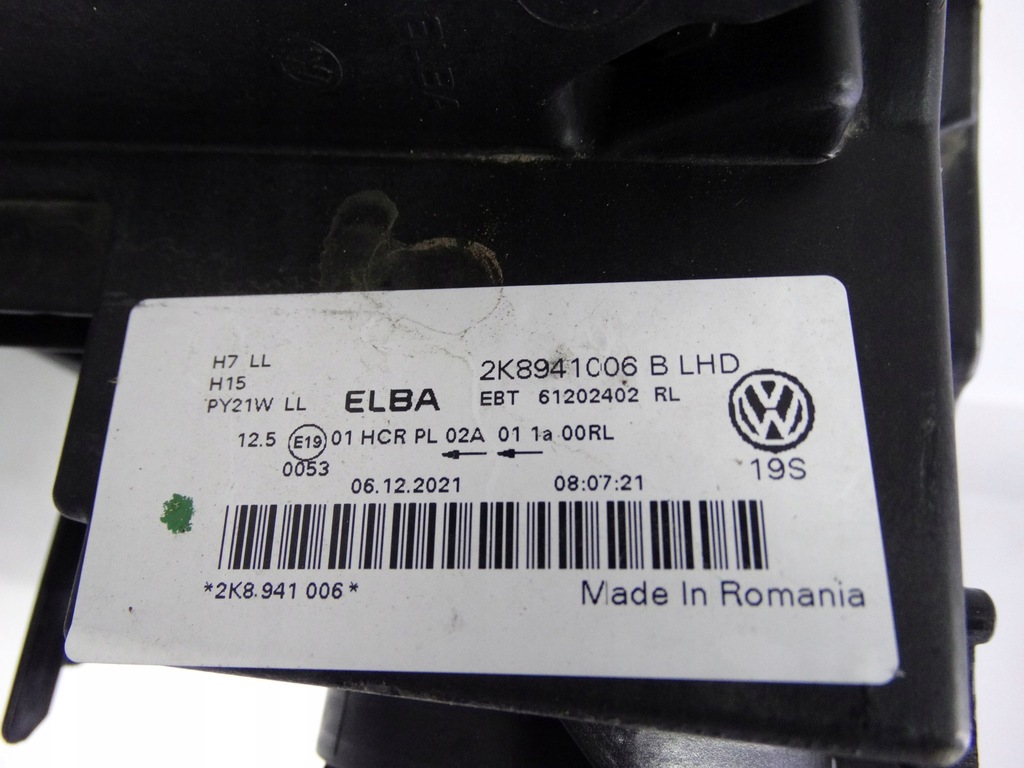 H7 LL
H15
PY21W LL
ELBA
2K8941006 B LHD
EBT 61202402 RL
12.5 E19 01 HCR PL 02A 01 1a 00RL
0053
19S
06.12.2021 08:07:21
*2K8.941 006*
Made In Romania